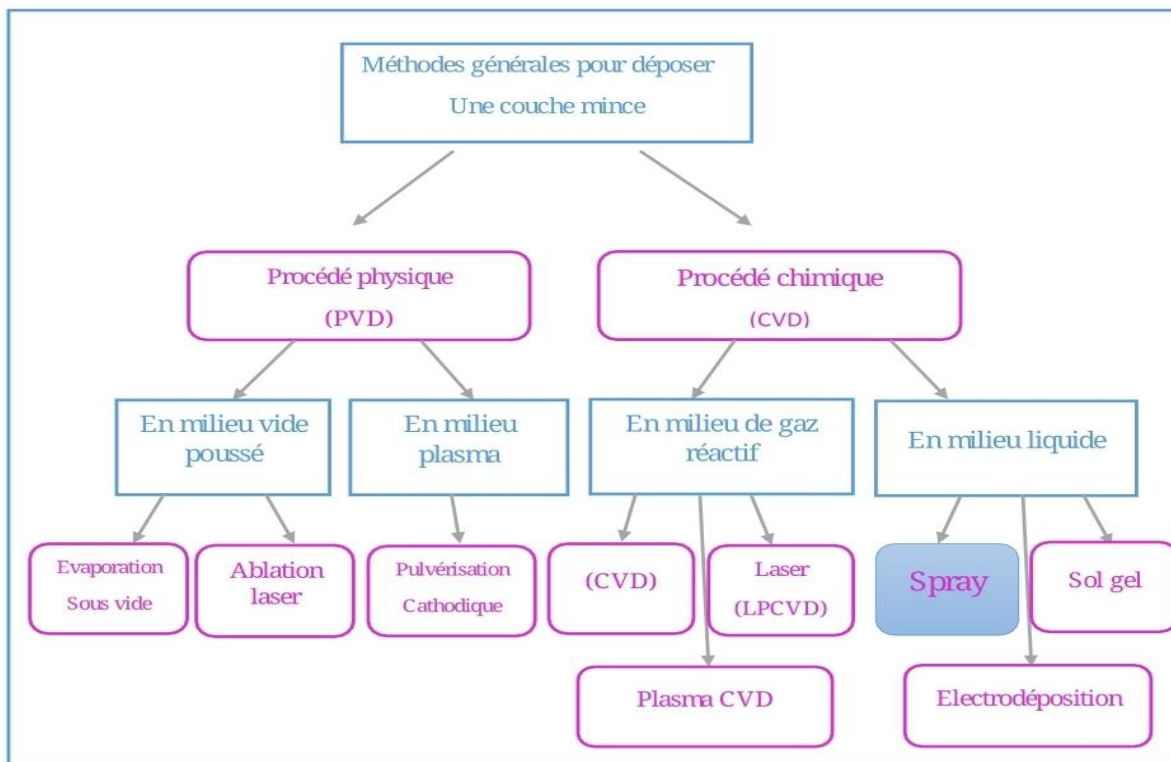 Méthodes générales pour déposer
Une couche mince
Procédé physique
(PVD)
Procédé chimique
(CVD)
En milieu vide
poussé
En milieu
plasma
En milieu de gaz
réactif
En milieu liquide
Evaporation
Sous vide
Ablation
laser
Pulvérisation
Cathodique
(CVD)
Laser
(LPCVD)
Spray
Sol gel
Plasma CVD
Electrodéposition